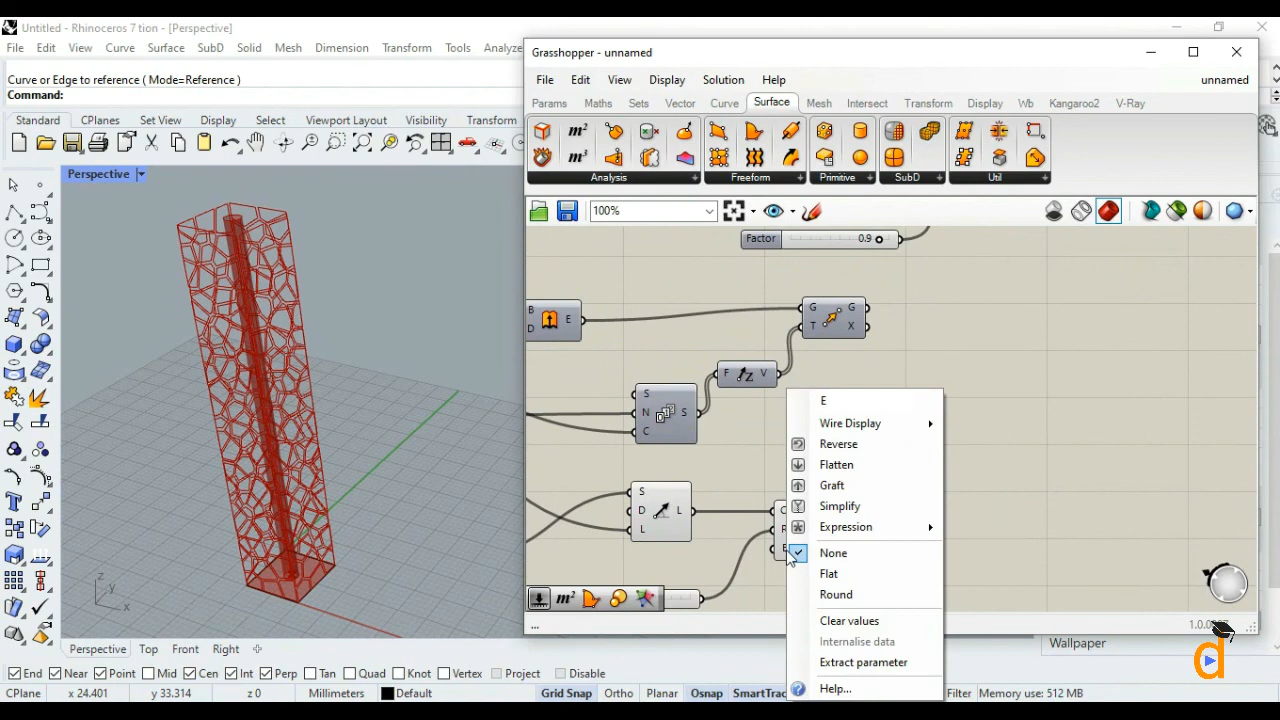 Untitled - Rhinoceros 7 tion - [Perspective]
File Edit View Curve Surface SubD Solid Mesh Dimension Transform Tools Analyze
Curve or Edge to reference ( Mode=Reference )
Command:
Standard CPlanes Set View Display Select Viewport Layout Visibility Transform
Perspective
z
y
x
Perspective Top Front Right
End Near Point Mid Cen Int Perp Tan Quad Knot Vertex Project Disable
CPlane x 24.401 y 33.314 z 0 Millimeters Default Grid Snap Ortho Planar Osnap SmartTrac Filter Memory use: 512 MB
Grasshopper - unnamed
File Edit View Display Solution Help unnamed
Params Maths Sets Vector Curve Surface Mesh Intersect Transform Display Wb Kangaroo2 V-Ray
m² m³
Analysis Freeform Primitive SubD Util
100%
Factor 0.9
B E
D
G G
T X
F V
S
N S
C
S
D L
L
m²
E
Wire Display
Reverse
Flatten
Graft
Simplify
Expression
None
Flat
Round
Clear values
Internalise data
Extract parameter
Help...
...
Wallpaper
d